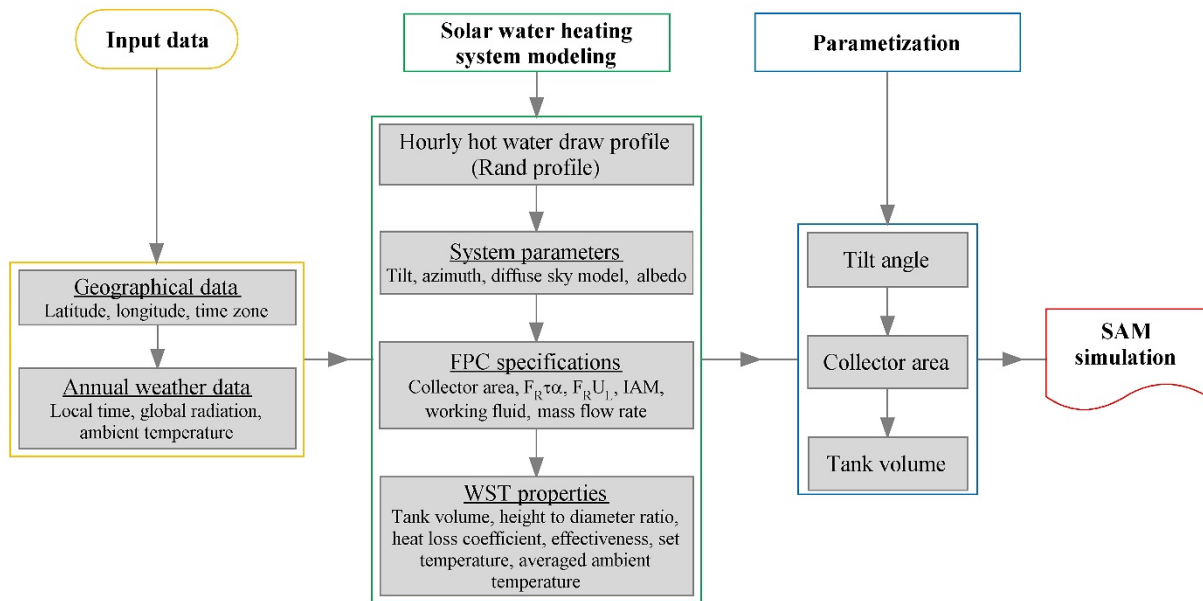 Input data
Geographical data
Latitude, longitude, time zone
Annual weather data
Local time, global radiation,
ambient temperature
Solar water heating
system modeling
Hourly hot water draw profile
(Rand profile)
System parameters
Tilt, azimuth, diffuse sky model, albedo
FPC specifications
Collector area, F_Rτα, F_RU_L, IAM,
working fluid, mass flow rate
WST properties
Tank volume, height to diameter ratio,
heat loss coefficient, effectiveness, set
temperature, averaged ambient
temperature
Parametization
Tilt angle
Collector area
Tank volume
SAM
simulation